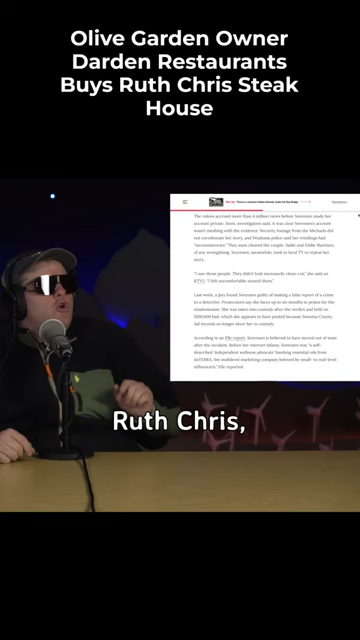 Olive Garden Owner
Darden Restaurants
Buys Ruth Chris Steak
House
The videos accrued more than 4 million views before Sorensen made her
account private. Soon, investigators said, it was clear Sorensen's account
wasn't meshing with the evidence. Security footage from the Michaels did
not corroborate her story, and Petaluma police said her retellings had
"inconsistencies." They soon cleared the couple, Sadie and Eddie Martinez,
of any wrongdoing. Sorensen, meanwhile, took to local TV to repeat her
story.
"I saw these people. They didn't look necessarily clean-cut," she said on
KTVU. "I felt uncomfortable around them."
Last week, a jury found Sorensen guilty of making a false report of a crime
to a detective. Prosecutors say she faces up to six months in prison for the
misdemeanor. She was taken into custody after the verdict and held on
$100,000 bail, which she appears to have posted because Sonoma County
jail records no longer show her in custody.
According to an Elle report, Sorensen is believed to have moved out of state
after the incident. Before her internet infamy, Sorensen was "a self-
described 'independent wellness advocate' hawking essential oils from
doTERRA, the multilevel marketing company beloved by small- to mid-level
influencers," Elle reported.
Ruth Chris,